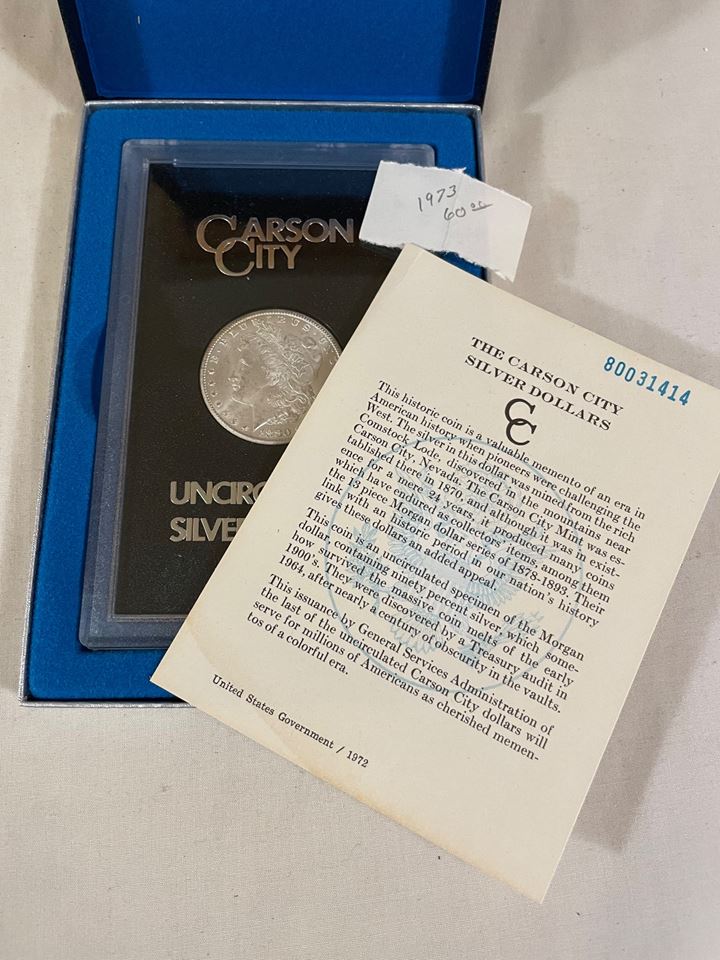 CARSON
CITY
UNCIRC
SILVER
1973
60.00
80031414
THE CARSON CITY
SILVER DOLLARS
CC
This historic coin is a valuable memento of an era in
American history when pioneers were challenging the
West. The silver in this dollar was mined from the rich
Comstock Lode, discovered in the mountains near
Carson City, Nevada. The Carson City Mint was es-
tablished there in 1870, and although it was in exist-
ence for a mere 24 years, it produced many coins
which have endured as collectors' items, among them
the 13 piece Morgan dollar series of 1878-1893. Their
link with an historic period in our nation's history
gives these dollars an added appeal.
This coin is an uncirculated specimen of the Morgan
dollar, containing ninety percent silver, which some-
how survived the massive coin melts of the early
1900's. They were discovered by a Treasury audit in
1964, after nearly a century of obscurity in the vaults.
This issuance by General Services Administration of
the last of the uncirculated Carson City dollars will
serve for millions of Americans as cherished memen-
tos of a colorful era.
United States Government / 1972